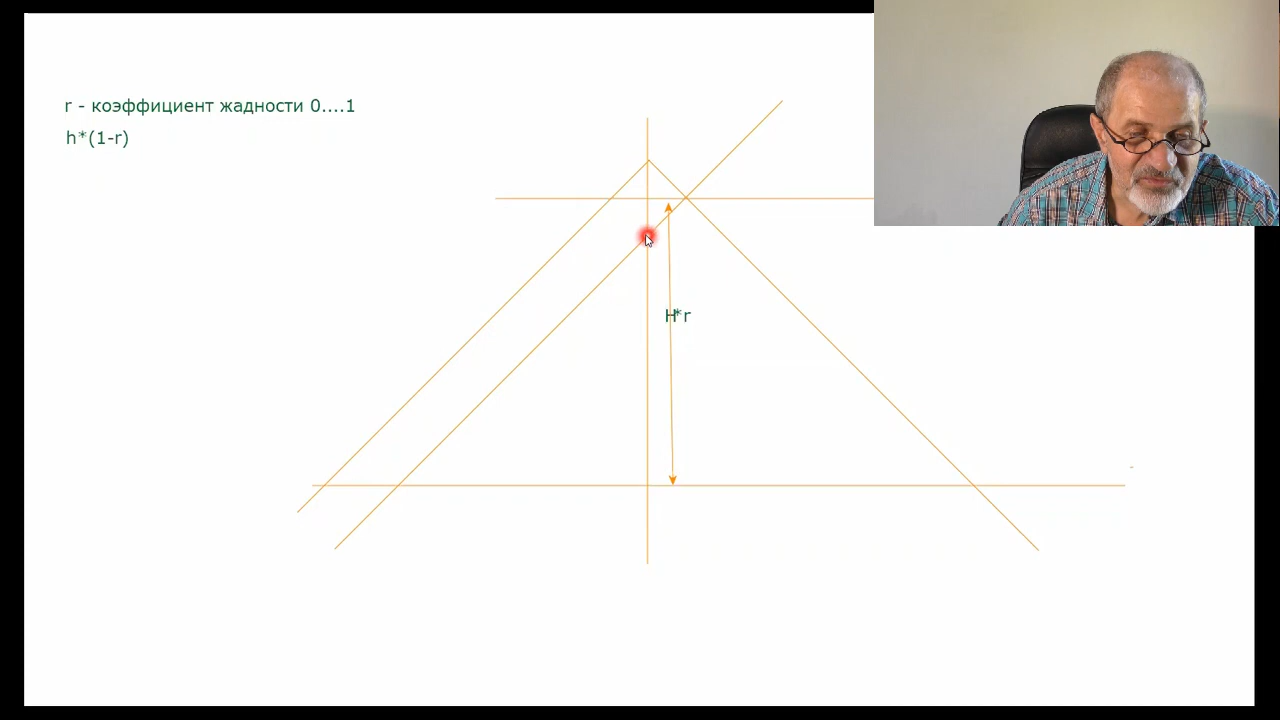 r - коэффициент жадности 0....1
h*(1-r)
H*r